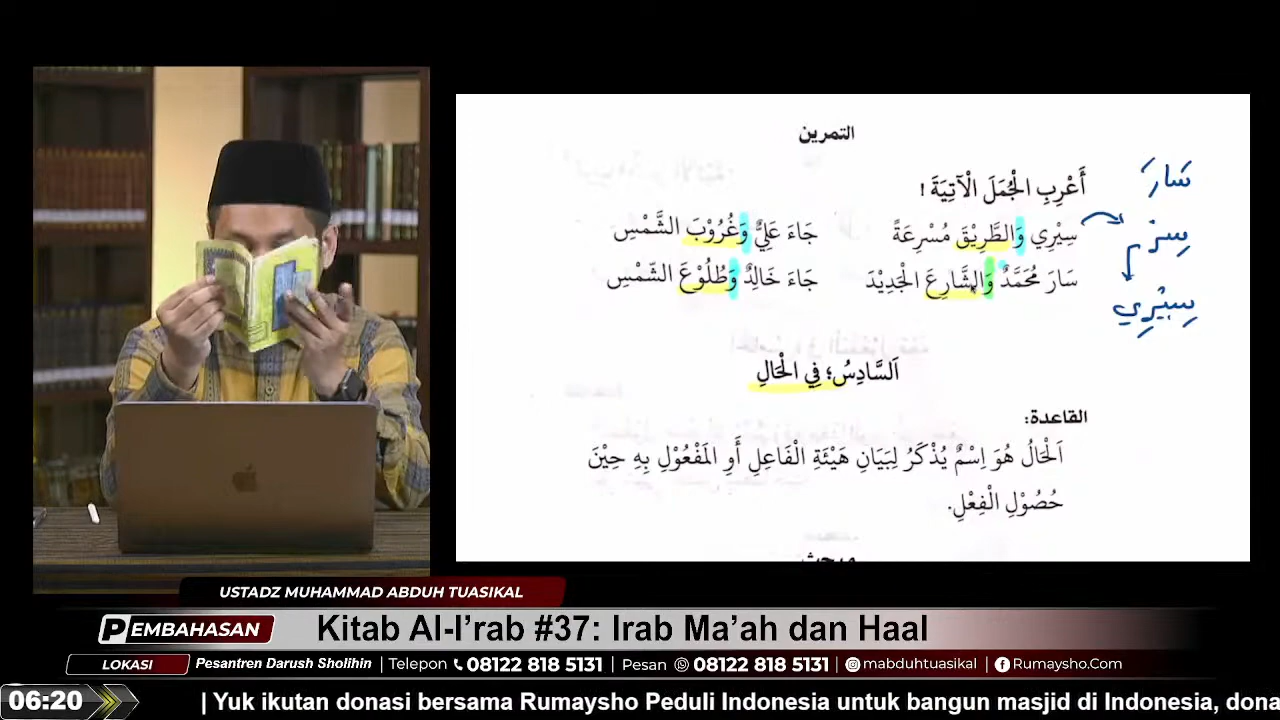 التمرين
أَعْرِبِ الْجُمَلَ الْآتِيَةَ !
سِيْرِي وَالطَّرِيْقَ مُسْرِعَةً
جَاءَ عَلِيٌّ وَغُرُوْبَ الشَّمْسِ
سَارَ مُحَمَّدٌ وَالشَّارِعَ الْجَدِيْدَ
جَاءَ خَالِدٌ وَطُلُوْعَ الشَّمْسِ
سَارَ
سِرْ
سِيْرِي
اَلسَّادِسُ؛ فِي الْحَالِ
القاعدة:
اَلْحَالُ هُوَ اِسْمٌ يُذْكَرُ لِبَيَانِ هَيْئَةِ الْفَاعِلِ أَوِ المَفْعُوْلِ بِهِ حِيْنَ
حُصُوْلِ الْفِعْلِ.
USTADZ MUHAMMAD ABDUH TUASIKAL
PEMBAHASAN
Kitab Al-I’rab #37: Irab Ma’ah dan Haal
LOKASI
Pesantren Darush Sholihin | Telepon 08122 818 5131 | Pesan 08122 818 5131 | mabduhtuasikal | Rumaysho.Com
06:20
| Yuk ikutan donasi bersama Rumaysho Peduli Indonesia untuk bangun masjid di Indonesia, dona